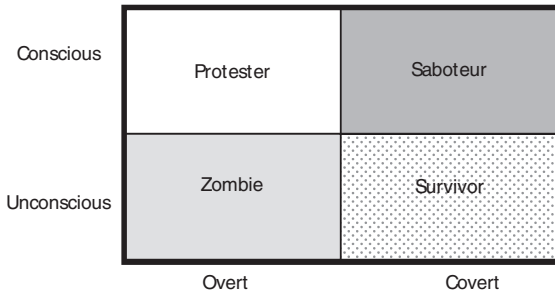 Conscious
Protester
Saboteur
Unconscious
Zombie
Survivor
Overt
Covert